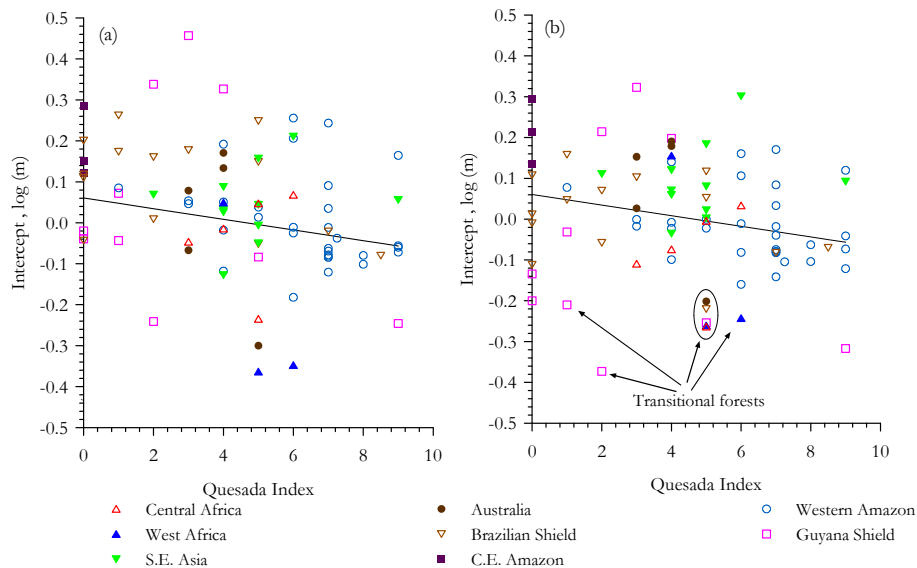 (a)
0.5
0.4
0.3
0.2
0.1
0.0
-0.1
-0.2
-0.3
-0.4
-0.5
Intercept , log (m)
0 2 4 6 8 10
Quesada Index
(b)
0.5
0.4
0.3
0.2
0.1
0.0
-0.1
-0.2
-0.3
-0.4
-0.5
Intercept , log (m)
Transitional forests
0 2 4 6 8 10
Quesada Index
Central Africa
West Africa
S.E. Asia
Australia
Brazilian Shield
C.E. Amazon
Western Amazon
Guyana Shield